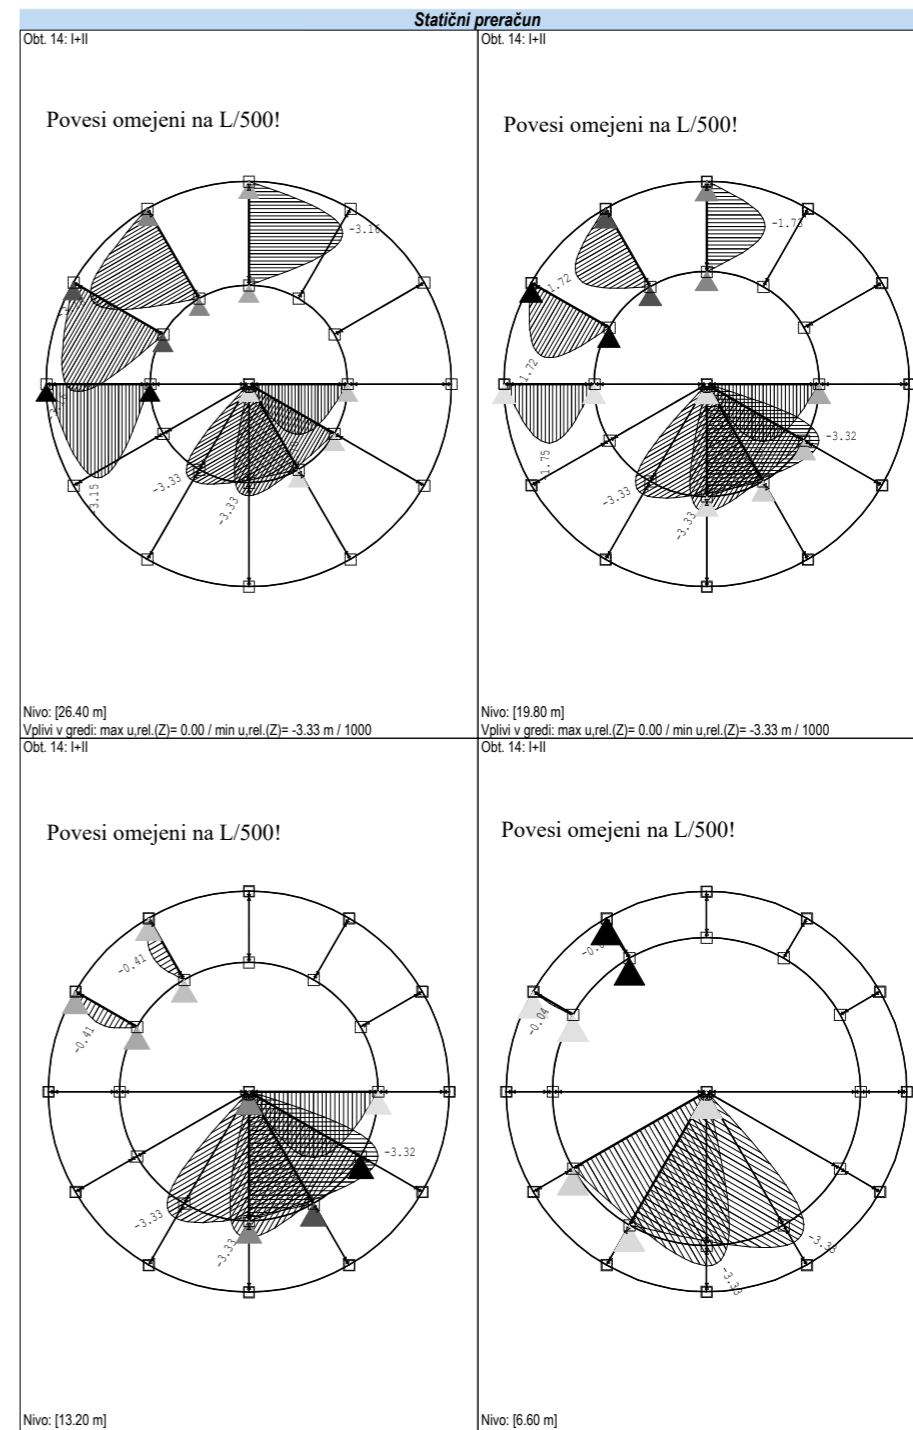 Statični preračun
Obt. 14: I+II
Povesi omejeni na L/500!
-3.16
3.15
-3.33
-3.33
Nivo: [26.40 m]
Vplivi v gredi: max u,rel.(Z)= 0.00 / min u,rel.(Z)= -3.33 m / 1000
Obt. 14: I+II
Povesi omejeni na L/500!
-1.73
1.72
1.72
1.75
-3.32
-3.33
-3.33
Nivo: [19.80 m]
Vplivi v gredi: max u,rel.(Z)= 0.00 / min u,rel.(Z)= -3.33 m / 1000
Obt. 14: I+II
Povesi omejeni na L/500!
-0.41
-0.41
-3.32
-3.33
-3.33
Nivo: [13.20 m]
Obt. 14: I+II
Povesi omejeni na L/500!
-0.04
-3.33
-3.33
Nivo: [6.60 m]